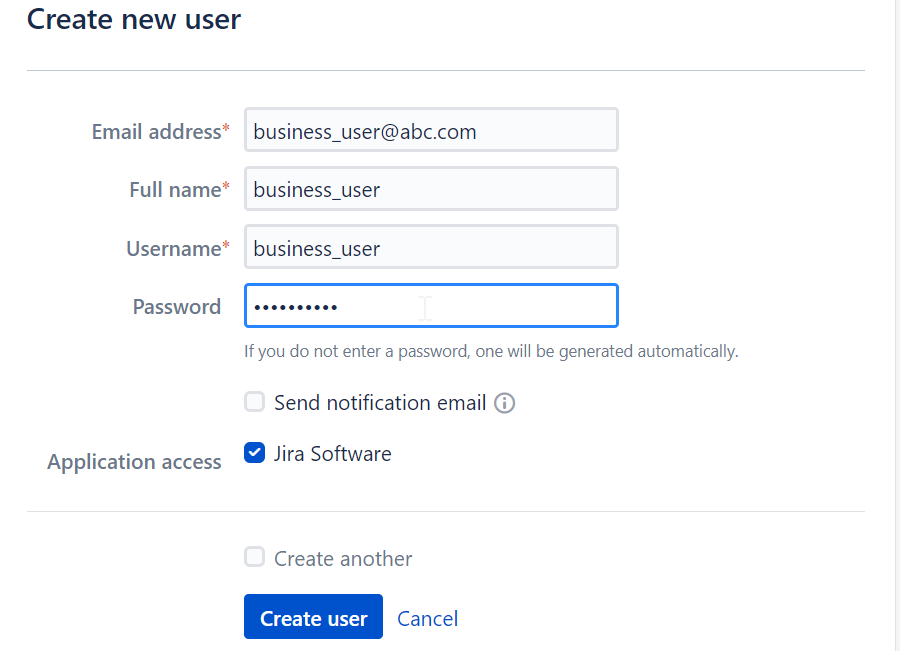 Create new user
Email address* business_user@abc.com
Full name* business_user
Username* business_user
Password ••••••••••
If you do not enter a password, one will be generated automatically.
Send notification email
Application access Jira Software
Create another
Create user Cancel